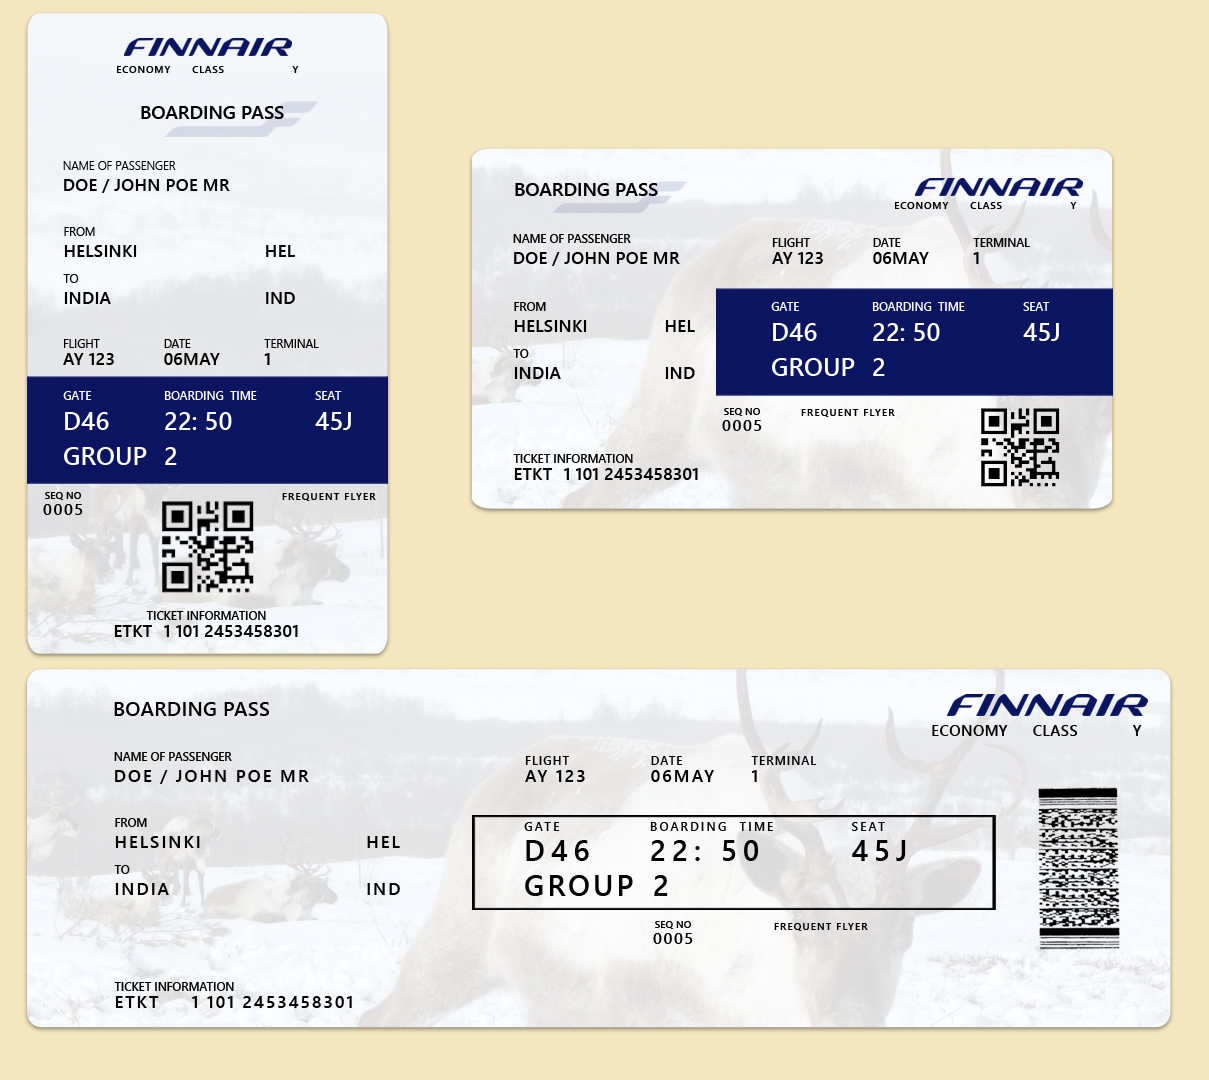 FINNAIR
ECONOMY CLASS Y
BOARDING PASS
NAME OF PASSENGER
DOE / JOHN POE MR
FROM
HELSINKI HEL
TO
INDIA IND
FLIGHT DATE TERMINAL
AY 123 06MAY 1
GATE BOARDING TIME SEAT
D46 22: 50 45J
GROUP 2
SEQ NO FREQUENT FLYER
0005
TICKET INFORMATION
ETKT 1 101 2453458301
BOARDING PASS FINNAIR
ECONOMY CLASS Y
NAME OF PASSENGER FLIGHT DATE TERMINAL
DOE / JOHN POE MR AY 123 06MAY 1
FROM GATE BOARDING TIME SEAT
HELSINKI HEL D46 22: 50 45J
TO
INDIA IND GROUP 2
SEQ NO FREQUENT FLYER
0005
TICKET INFORMATION
ETKT 1 101 2453458301
BOARDING PASS FINNAIR
ECONOMY CLASS Y
NAME OF PASSENGER FLIGHT DATE TERMINAL
DOE / JOHN POE MR AY 123 06MAY 1
FROM GATE BOARDING TIME SEAT
HELSINKI HEL D46 22: 50 45J
TO
INDIA IND GROUP 2
SEQ NO FREQUENT FLYER
0005
TICKET INFORMATION
ETKT 1 101 2453458301